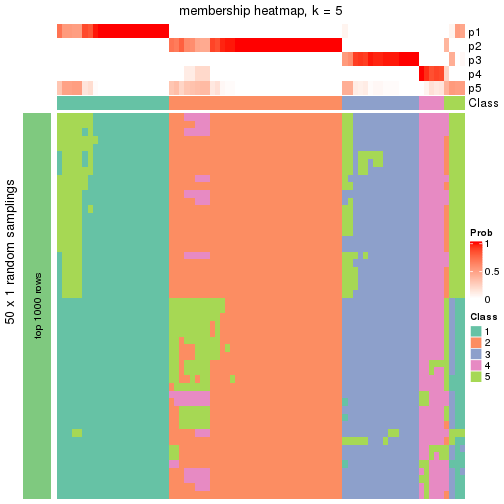 membership heatmap, k = 5
p1
p2
p3
p4
p5
Class
50 x 1 random samplings
top 1000 rows
Prob
1
0.5
0
Class
1
2
3
4
5